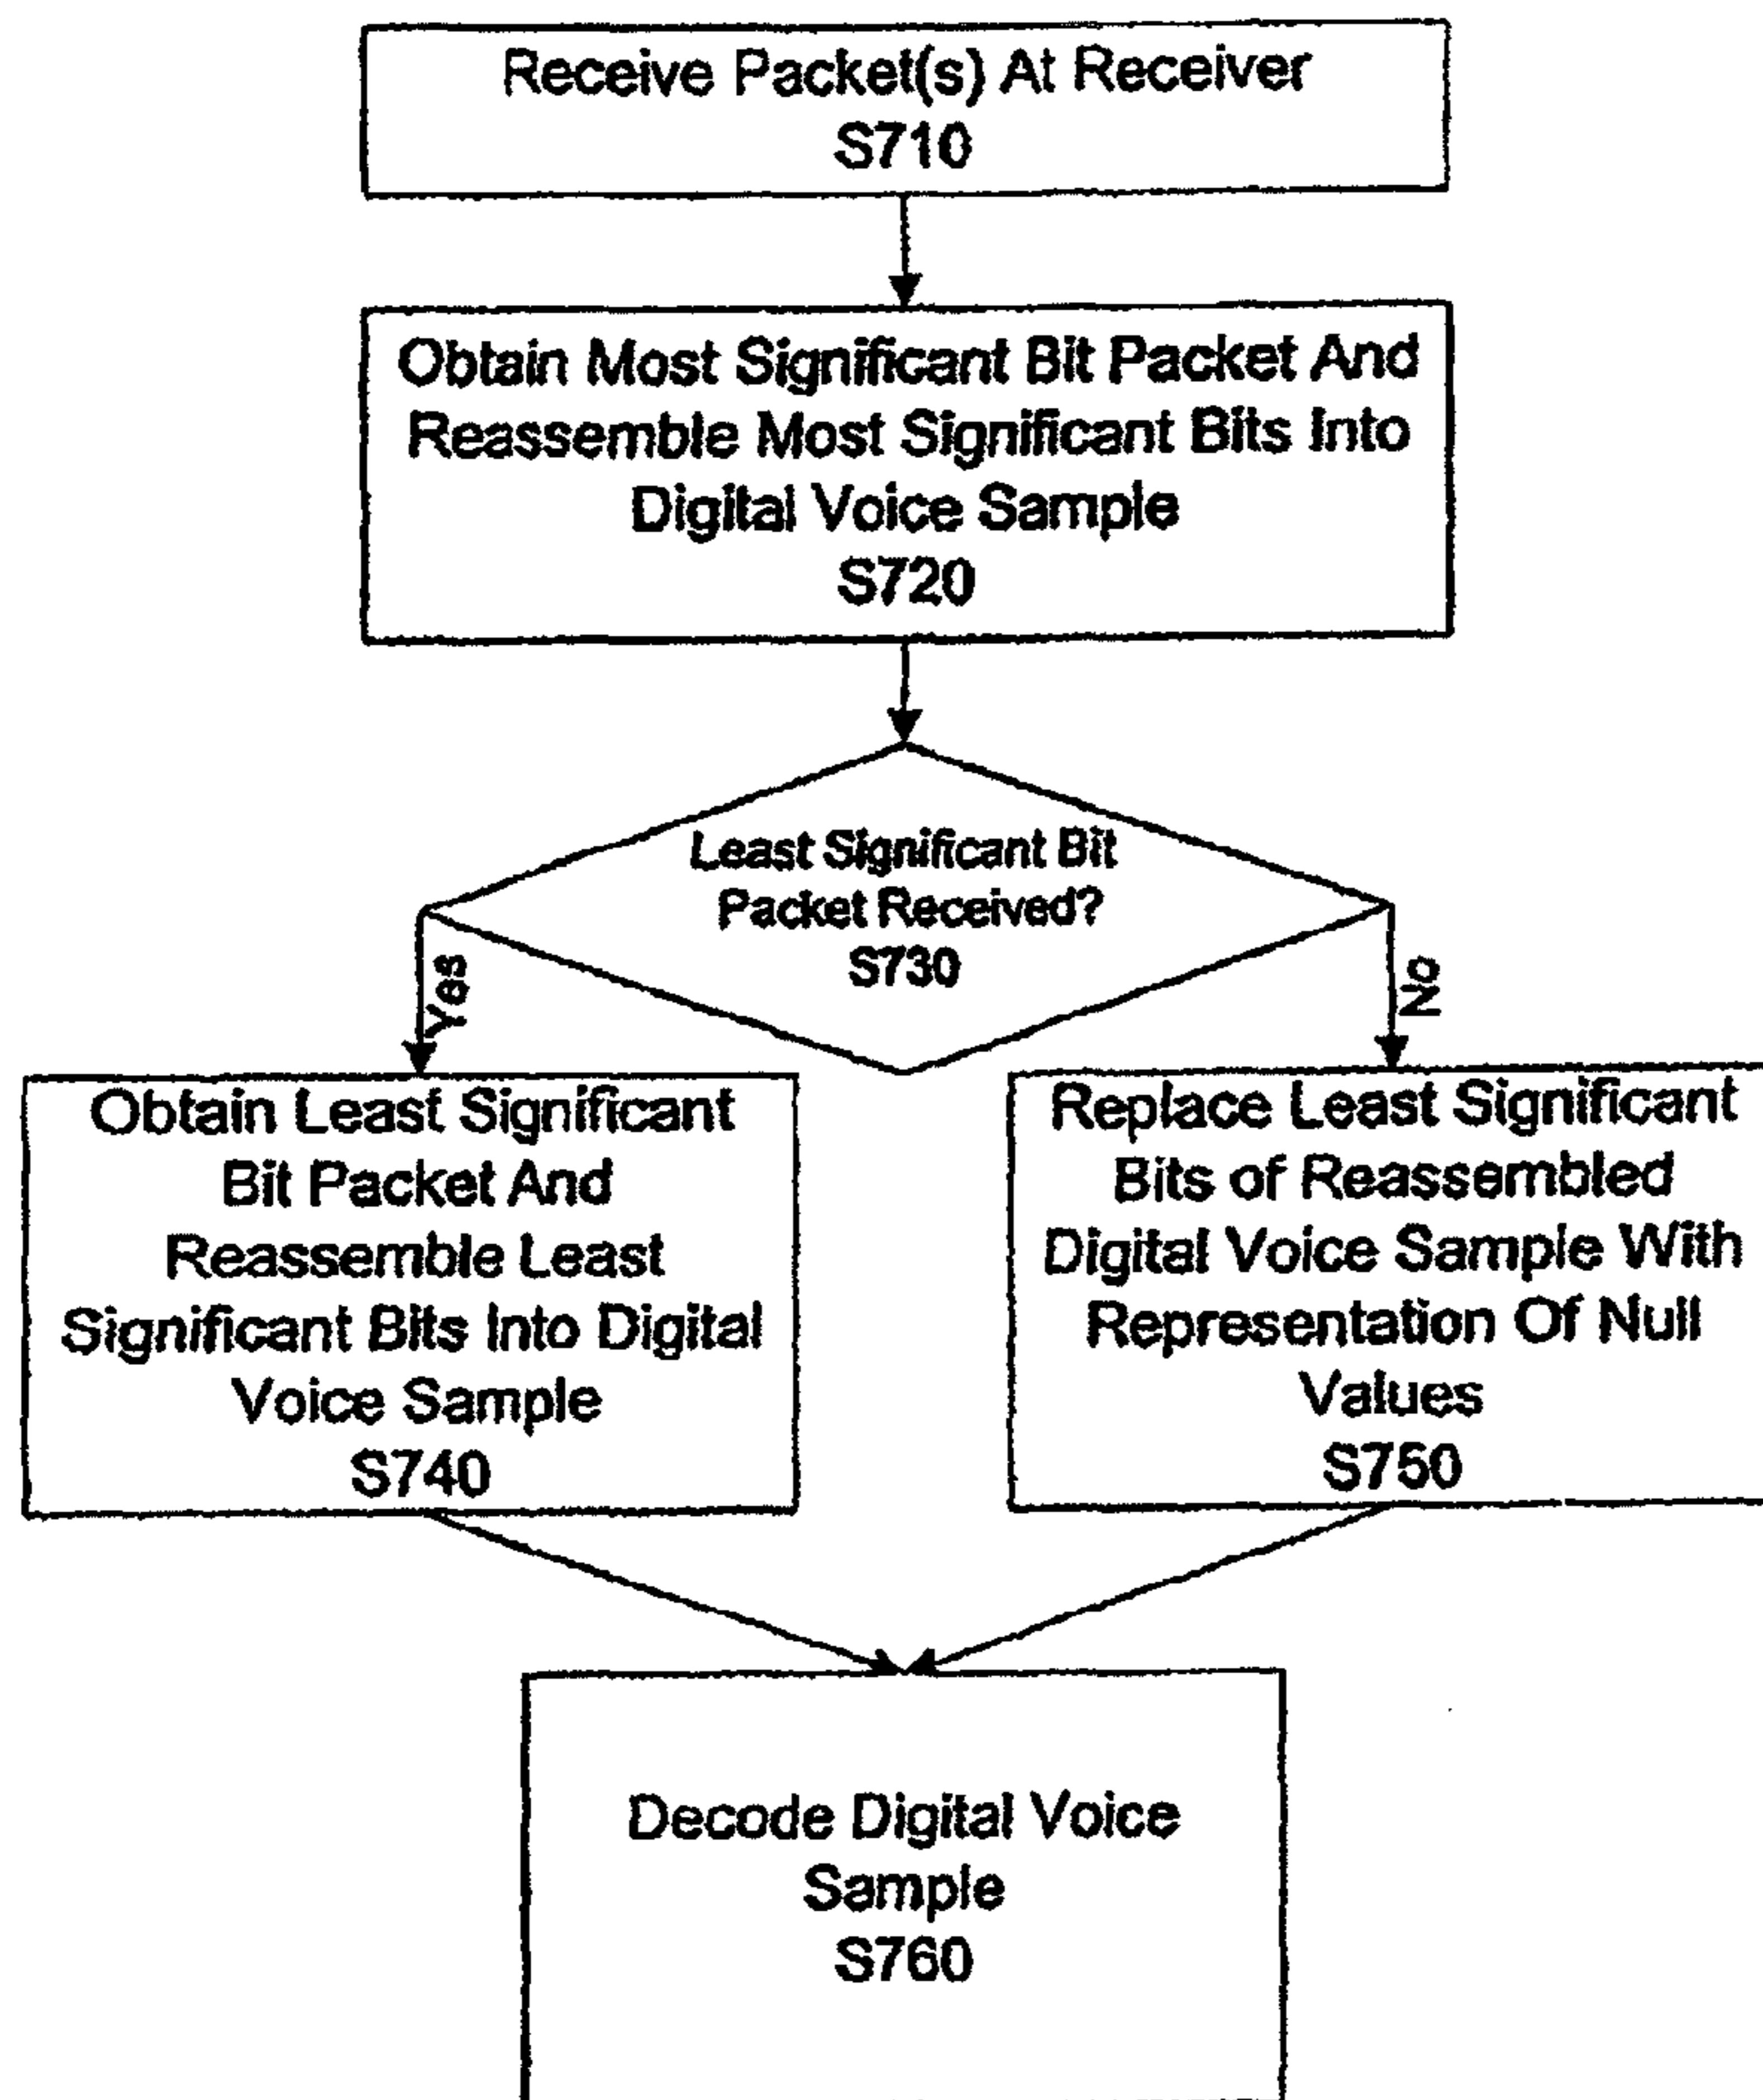 Receive Packet(s) At Receiver
S710
Obtain Most Significant Bit Packet And
Reassemble Most Significant Bits Into
Digital Voice Sample
S720
Least Significant Bit
Packet Received?
S730
Yes
No
Obtain Least Significant
Bit Packet And
Reassemble Least
Significant Bits Into Digital
Voice Sample
S740
Replace Least Significant
Bits of Reassembled
Digital Voice Sample With
Representation Of Null
Values
S750
Decode Digital Voice
Sample
S760